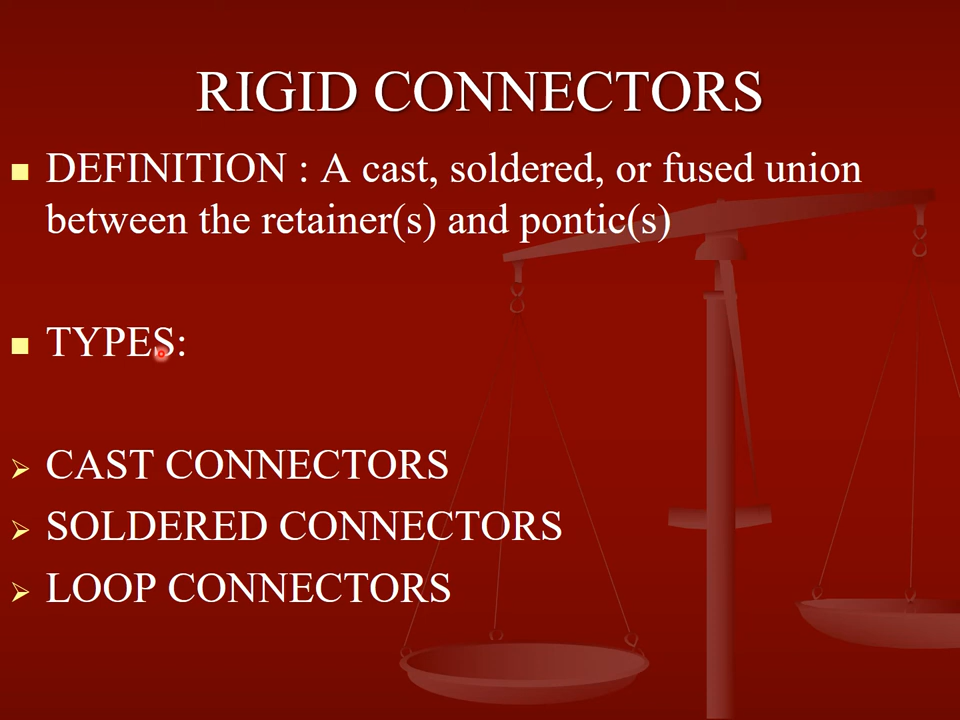 RIGID CONNECTORS
DEFINITION : A cast, soldered, or fused union
between the retainer(s) and pontic(s)
TYPES:
CAST CONNECTORS
SOLDERED CONNECTORS
LOOP CONNECTORS